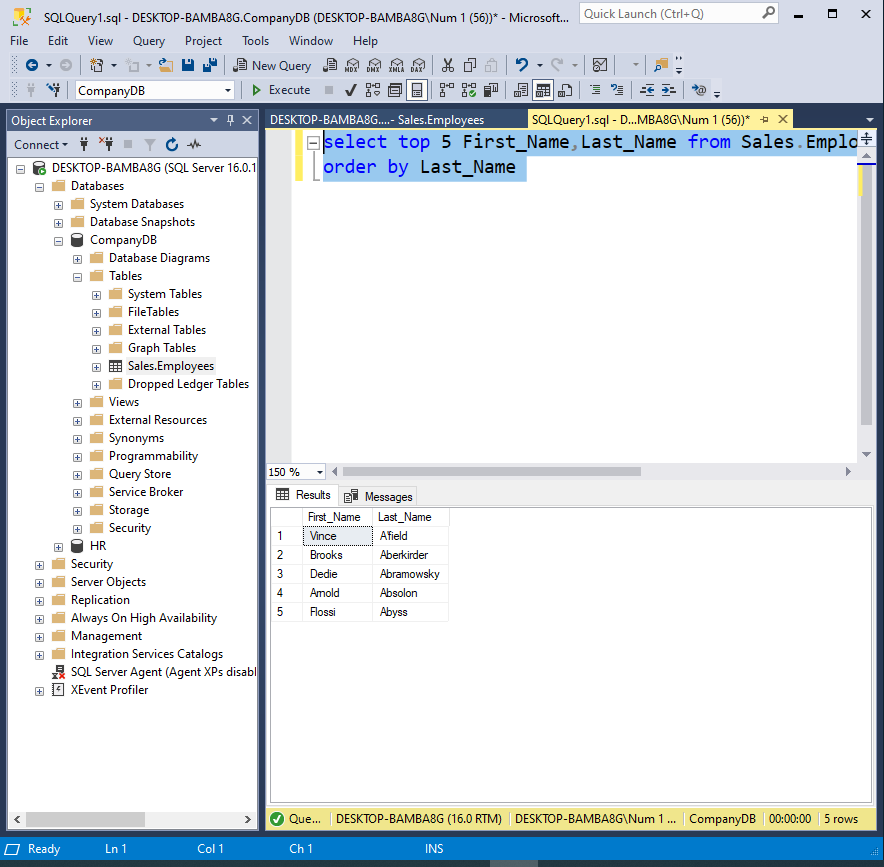 SQLQuery1.sql - DESKTOP-BAMBA8G.CompanyDB (DESKTOP-BAMBA8G\Num 1 (56))* - Microsoft...
Quick Launch (Ctrl+Q)
File Edit View Query Project Tools Window Help
New Query MDX DMX XMLA DAX
CompanyDB Execute
Object Explorer
DESKTOP-BAMBA8G....- Sales.Employees SQLQuery1.sql - D...MBA8G\Num 1 (56))*
Connect
select top 5 First_Name,Last_Name from Sales.Emplo
order by Last_Name
DESKTOP-BAMBA8G (SQL Server 16.0.1
Databases
System Databases
Database Snapshots
CompanyDB
Database Diagrams
Tables
System Tables
FileTables
External Tables
Graph Tables
Sales.Employees
Dropped Ledger Tables
Views
External Resources
Synonyms
Programmability
Query Store
Service Broker
Storage
Security
HR
Security
Server Objects
Replication
Always On High Availability
Management
Integration Services Catalogs
SQL Server Agent (Agent XPs disabl
XEvent Profiler
150 %
Results Messages
First_Name Last_Name
1 Vince A'field
2 Brooks Aberkirder
3 Dedie Abramowsky
4 Arnold Absolon
5 Flossi Abyss
Que... DESKTOP-BAMBA8G (16.0 RTM) DESKTOP-BAMBA8G\Num 1 ... CompanyDB 00:00:00 5 rows
Ready Ln 1 Col 1 Ch 1 INS